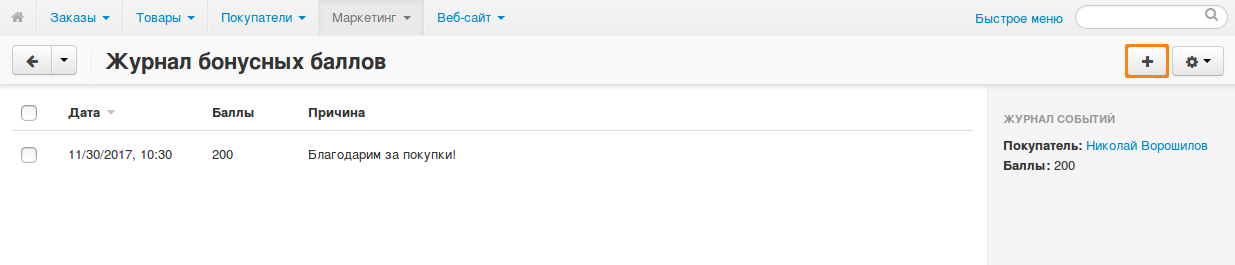 Заказы Товары Покупатели Маркетинг Веб-сайт Быстрое меню
Журнал бонусных баллов
Дата Баллы Причина
11/30/2017, 10:30 200 Благодарим за покупки!
ЖУРНАЛ СОБЫТИЙ
Покупатель: Николай Ворошилов
Баллы: 200